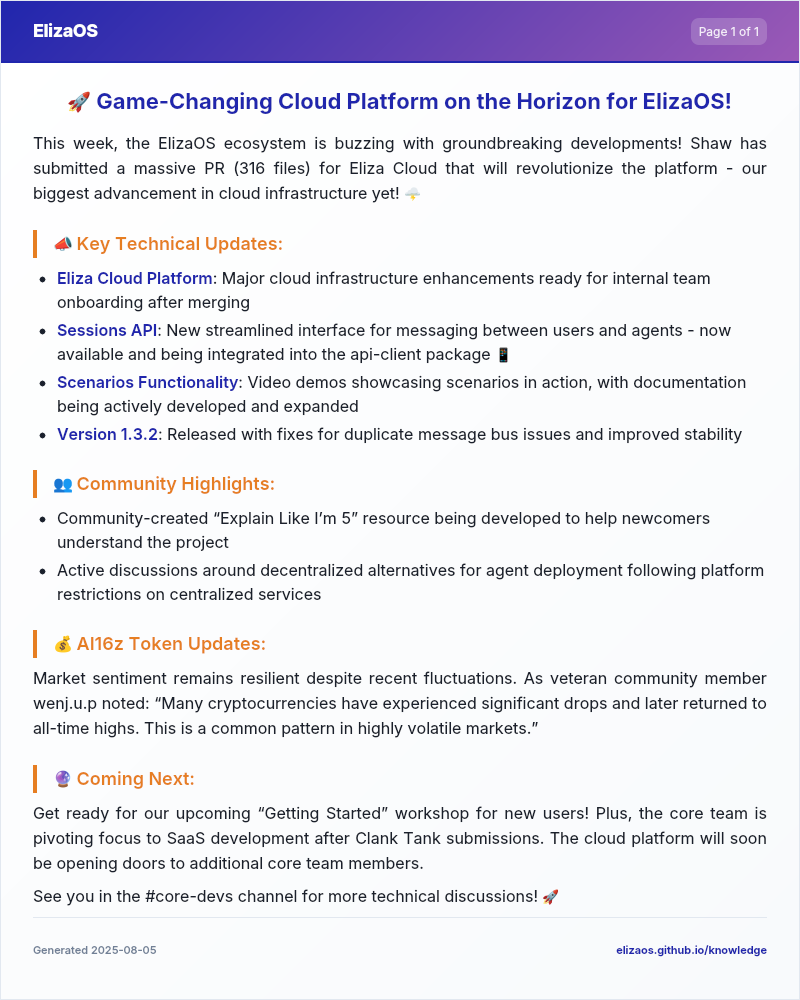 ElizaOS
Page 1 of 1
🚀 Game-Changing Cloud Platform on the Horizon for ElizaOS!
This week, the ElizaOS ecosystem is buzzing with groundbreaking developments! Shaw has
submitted a massive PR (316 files) for Eliza Cloud that will revolutionize the platform - our
biggest advancement in cloud infrastructure yet! 🌩️
📣 Key Technical Updates:
• Eliza Cloud Platform: Major cloud infrastructure enhancements ready for internal team
onboarding after merging
• Sessions API: New streamlined interface for messaging between users and agents - now
available and being integrated into the api-client package 📱
• Scenarios Functionality: Video demos showcasing scenarios in action, with documentation
being actively developed and expanded
• Version 1.3.2: Released with fixes for duplicate message bus issues and improved stability
👥 Community Highlights:
• Community-created “Explain Like I’m 5” resource being developed to help newcomers
understand the project
• Active discussions around decentralized alternatives for agent deployment following platform
restrictions on centralized services
💰 AI16z Token Updates:
Market sentiment remains resilient despite recent fluctuations. As veteran community member
wenj.u.p noted: “Many cryptocurrencies have experienced significant drops and later returned to
all-time highs. This is a common pattern in highly volatile markets.”
🔮 Coming Next:
Get ready for our upcoming “Getting Started” workshop for new users! Plus, the core team is
pivoting focus to SaaS development after Clank Tank submissions. The cloud platform will soon
be opening doors to additional core team members.
See you in the #core-devs channel for more technical discussions! 🚀
Generated 2025-08-05
elizaos.github.io/knowledge